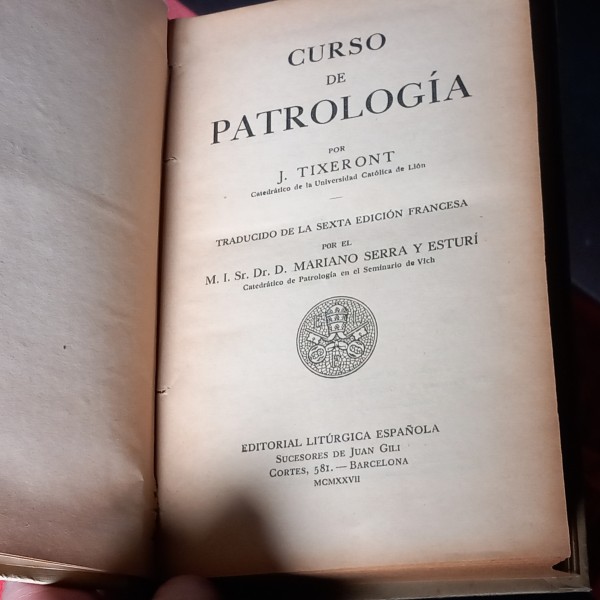 CURSO
DE
PATROLOGÍA
POR
J. TIXERONT
Catedrático de la Universidad Católica de Lión
TRADUCIDO DE LA SEXTA EDICIÓN FRANCESA
POR EL
M. I. Sr. Dr. D. MARIANO SERRA Y ESTURÍ
Catedrático de Patrología en el Seminario de Vich
EDITORIAL LITÚRGICA ESPAÑOLA
SUCESORES DE JUAN GILI
CORTES, 581. — BARCELONA
MCMXXVII